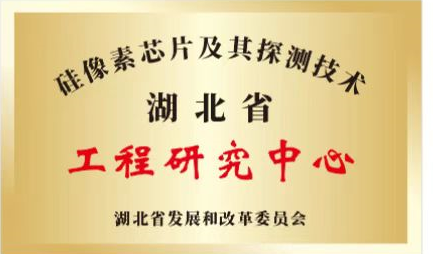 硅像素芯片及其探测技术
湖北省
工程研究中心
湖北省发展和改革委员会